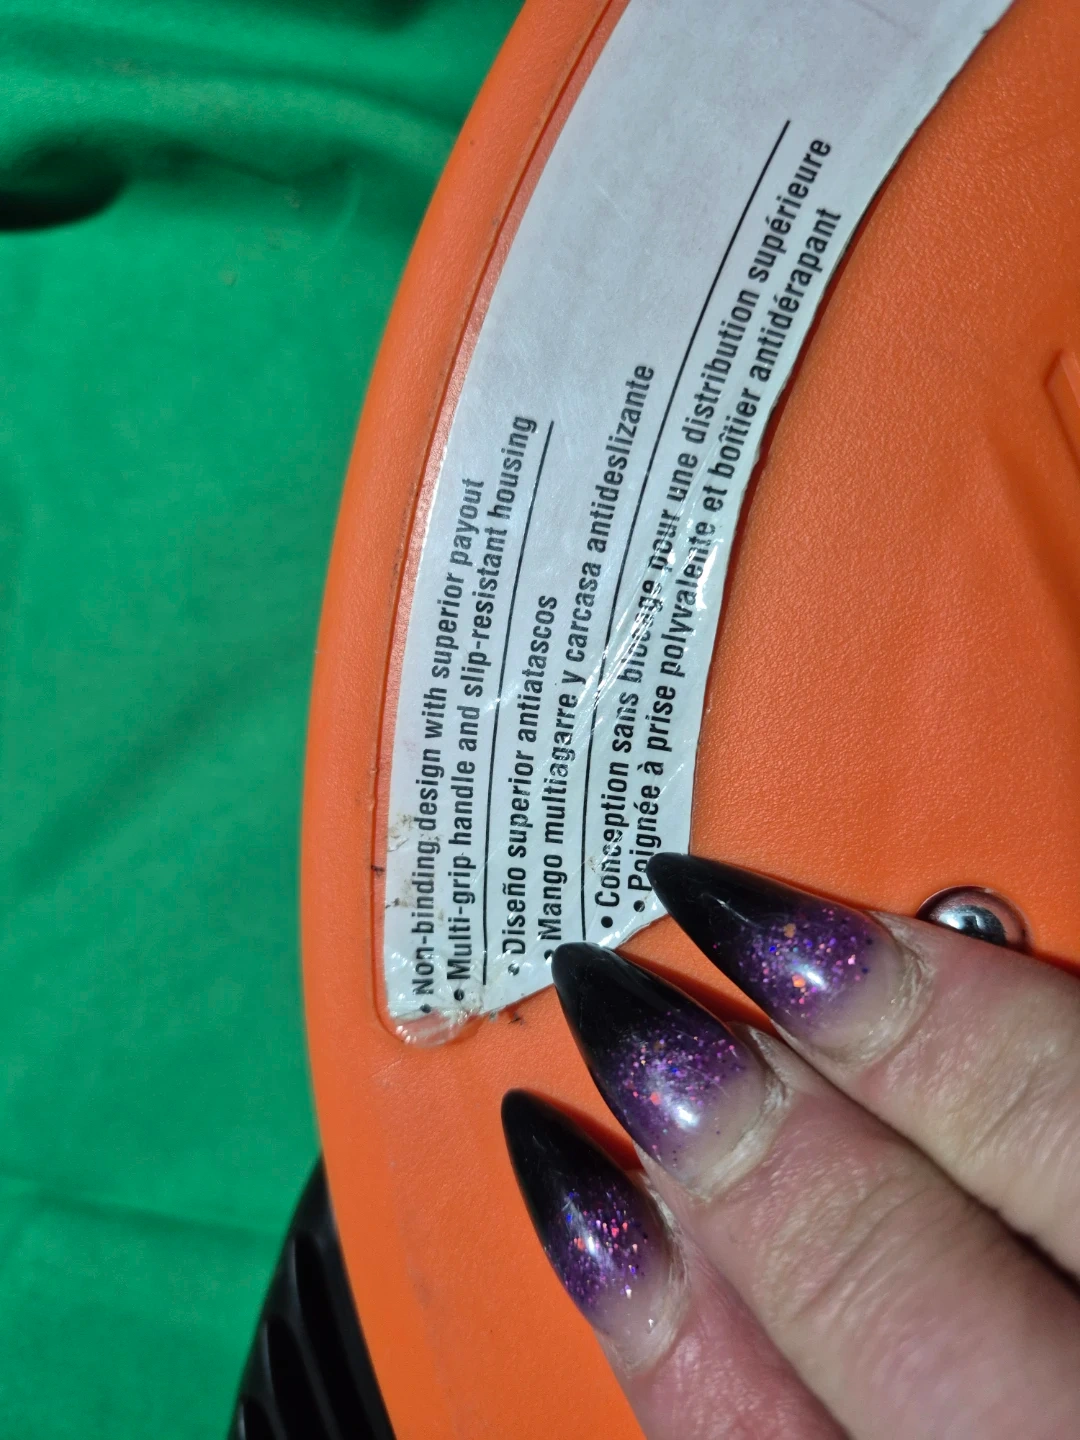 • Non-binding design with superior payout
• Multi-grip handle and slip-resistant housing
• Diseño superior antiatascos
• Mango multiagarre y carcasa antideslizante
• Conception sans blocage pour une distribution supérieure
• Poignée à prise polyvalente et boîtier antidérapant